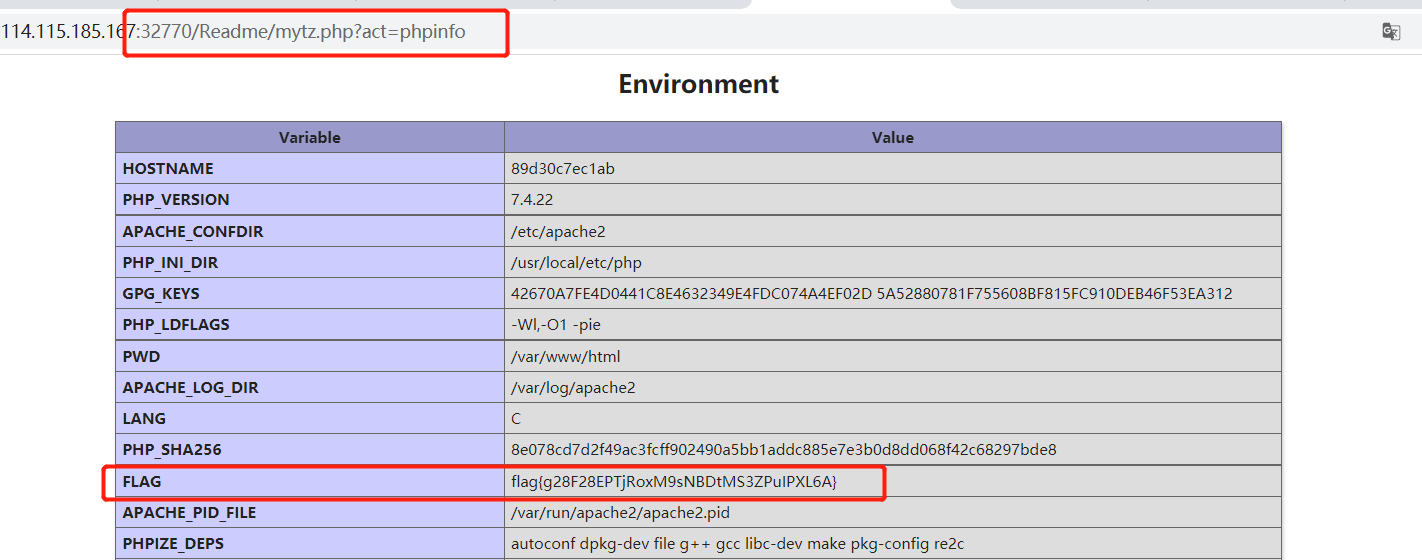 114.115.185.167:32770/Readme/mytz.php?act=phpinfo
Environment
Variable Value
HOSTNAME 89d30c7ec1ab
PHP_VERSION 7.4.22
APACHE_CONFDIR /etc/apache2
PHP_INI_DIR /usr/local/etc/php
GPG_KEYS 42670A7FE4D0441C8E4632349E4FDC074A4EF02D 5A52880781F755608BF815FC910DEB46F53EA312
PHP_LDFLAGS -Wl,-O1 -pie
PWD /var/www/html
APACHE_LOG_DIR /var/log/apache2
LANG C
PHP_SHA256 8e078cd7d2f49ac3fcff902490a5bb1addc885e7e3b0d8dd068f42c68297bde8
FLAG flag{g28F28EPTjRoxM9sNBDtMS3ZPuIPXL6A}
APACHE_PID_FILE /var/run/apache2/apache2.pid
PHPIZE_DEPS autoconf dpkg-dev file g++ gcc libc-dev make pkg-config re2c